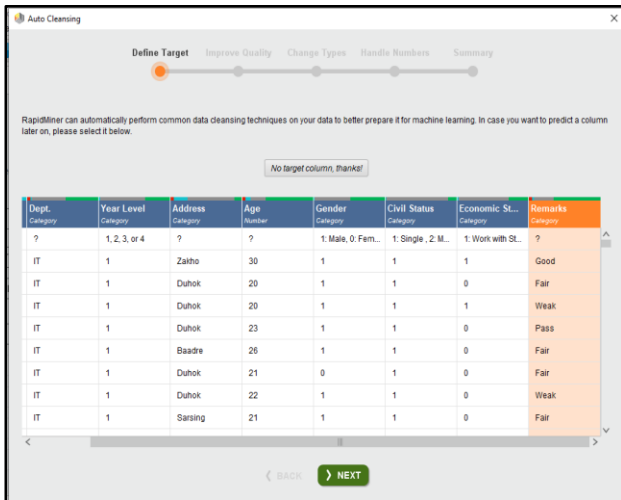 Auto Cleansing
Define Target Improve Quality Change Types Handle Numbers Summary
RapidMiner can automatically perform common data cleansing techniques on your data to better prepare it for machine learning. In case you want to predict a column
later on, please select it below.
No target column, thanks!
Dept. Year Level Address Age Gender Civil Status Economic St... Remarks
Category Category Category Number Category Category Category Category
? 1, 2, 3, or 4 ? ? 1: Male, 0: Fem... 1: Single , 2: M... 1: Work with St... ?
IT 1 Zakho 30 1 1 1 Good
IT 1 Duhok 20 1 1 0 Fair
IT 1 Duhok 20 1 1 1 Weak
IT 1 Duhok 23 1 1 0 Pass
IT 1 Baadre 26 1 1 0 Fair
IT 1 Duhok 21 0 1 0 Fair
IT 1 Duhok 22 1 1 0 Weak
IT 1 Sarsing 21 1 1 0 Fair
BACK NEXT